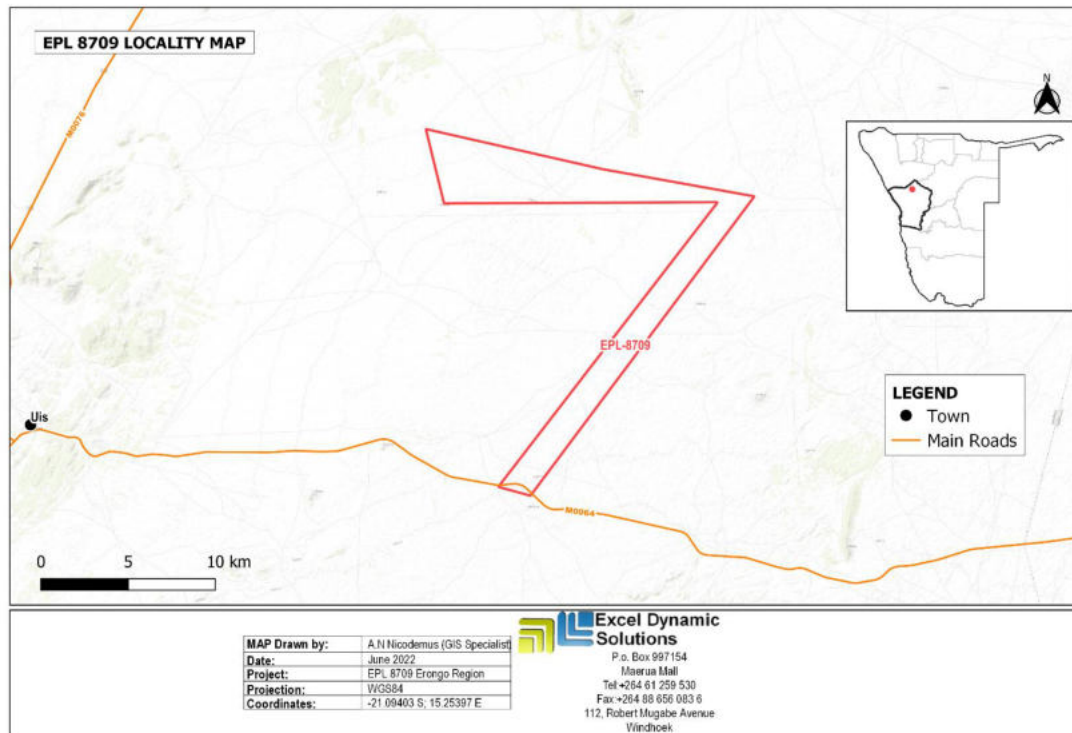 EPL 8709 LOCALITY MAP
M0076
N
EPL-8709
Uis
LEGEND
Town
Main Roads
M0064
0 5 10 km
MAP Drawn by: A.N Nicodemus (GIS Specialist)
Date: June 2022
Project: EPL 8709 Erongo Region
Projection: WGS84
Coordinates: -21.09403 S; 15.25397 E
Excel Dynamic
Solutions
P.o. Box 997154
Maerua Mall
Tel:+264 61 259 530
Fax:+264 88 656 083 6
112, Robert Mugabe Avenue
Windhoek